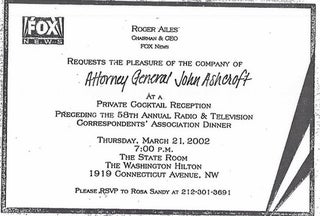 FOX
NEWS
ROGER AILES
CHAIRMAN & CEO
FOX NEWS
REQUESTS THE PLEASURE OF THE COMPANY OF
Attorney General John Ashcroft
AT A
PRIVATE COCKTAIL RECEPTION
PRECEDING THE 58TH ANNUAL RADIO & TELEVISION
CORRESPONDENTS' ASSOCIATION DINNER
THURSDAY, MARCH 21, 2002
7:00 P.M.
THE STATE ROOM
THE WASHINGTON HILTON
1919 CONNECTICUT AVENUE, NW
PLEASE RSVP TO ROSA SANDY AT 212-301-3691